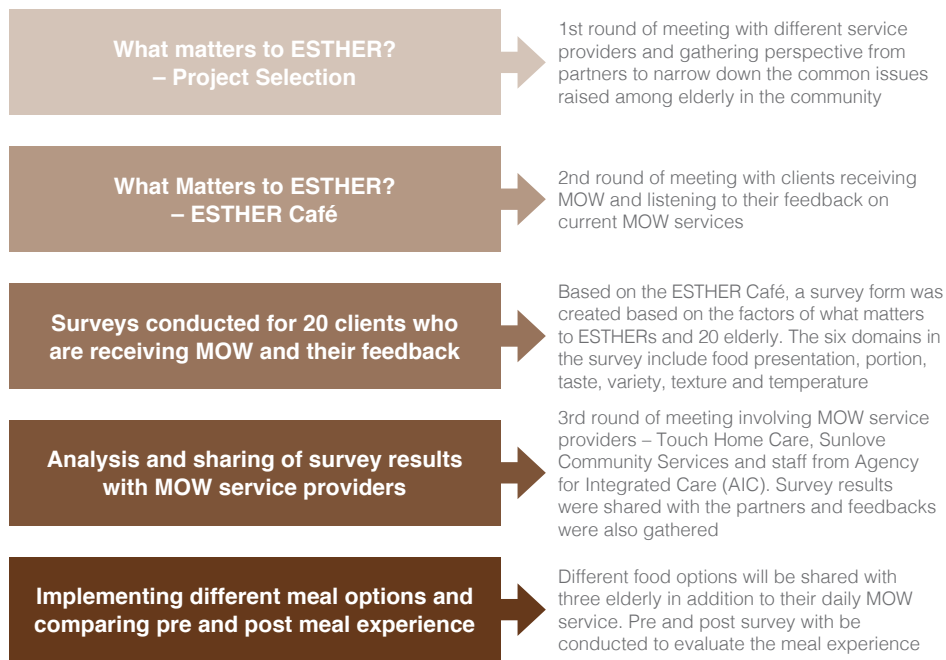 What matters to ESTHER?
– Project Selection
1st round of meeting with different service
providers and gathering perspective from
partners to narrow down the common issues
raised among elderly in the community
What Matters to ESTHER?
– ESTHER Café
2nd round of meeting with clients receiving
MOW and listening to their feedback on
current MOW services
Surveys conducted for 20 clients who
are receiving MOW and their feedback
Based on the ESTHER Café, a survey form was
created based on the factors of what matters
to ESTHERs and 20 elderly. The six domains in
the survey include food presentation, portion,
taste, variety, texture and temperature
Analysis and sharing of survey results
with MOW service providers
3rd round of meeting involving MOW service
providers – Touch Home Care, Sunlove
Community Services and staff from Agency
for Integrated Care (AIC). Survey results
were shared with the partners and feedbacks
were also gathered
Implementing different meal options and
comparing pre and post meal experience
Different food options will be shared with
three elderly in addition to their daily MOW
service. Pre and post survey with be
conducted to evaluate the meal experience